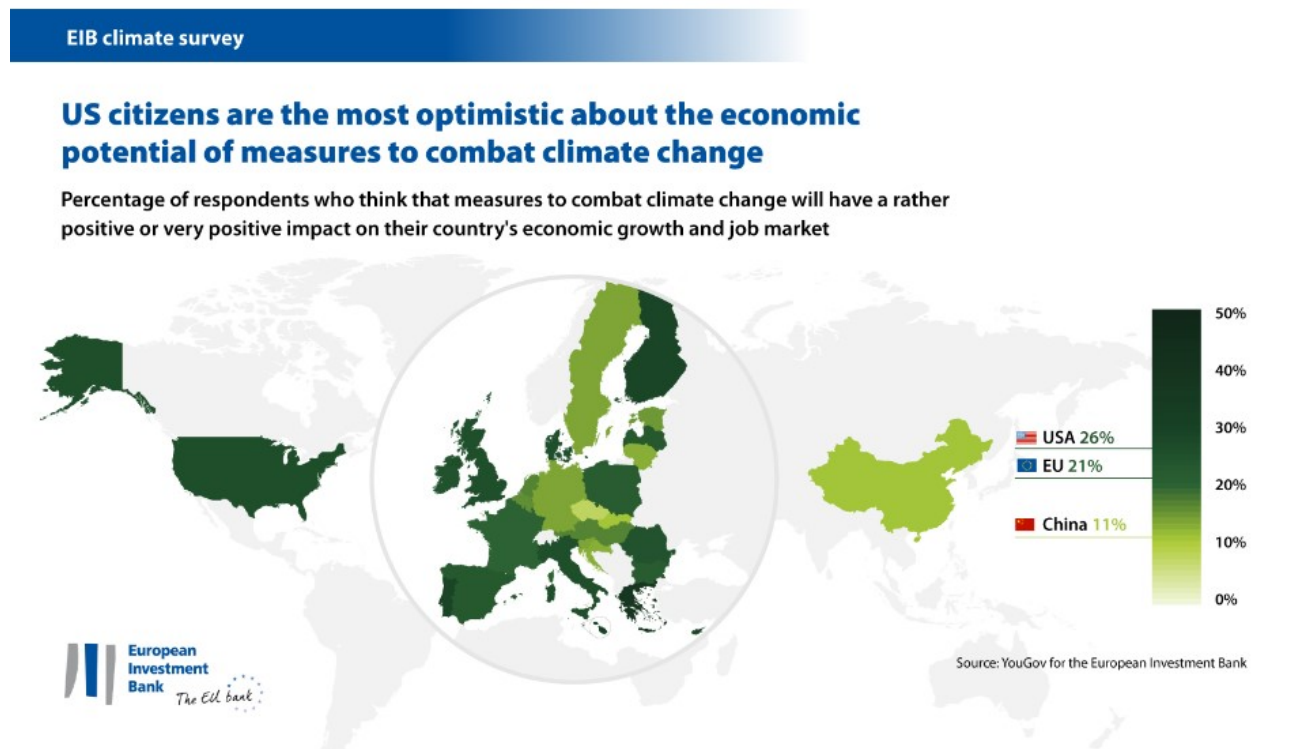 EIB climate survey
US citizens are the most optimistic about the economic
potential of measures to combat climate change
Percentage of respondents who think that measures to combat climate change will have a rather
positive or very positive impact on their country's economic growth and job market
50%
40%
30%
USA 26%
EU 21%
20%
China 11%
10%
0%
European
Investment
Bank
The EU bank
Source: YouGov for the European Investment Bank